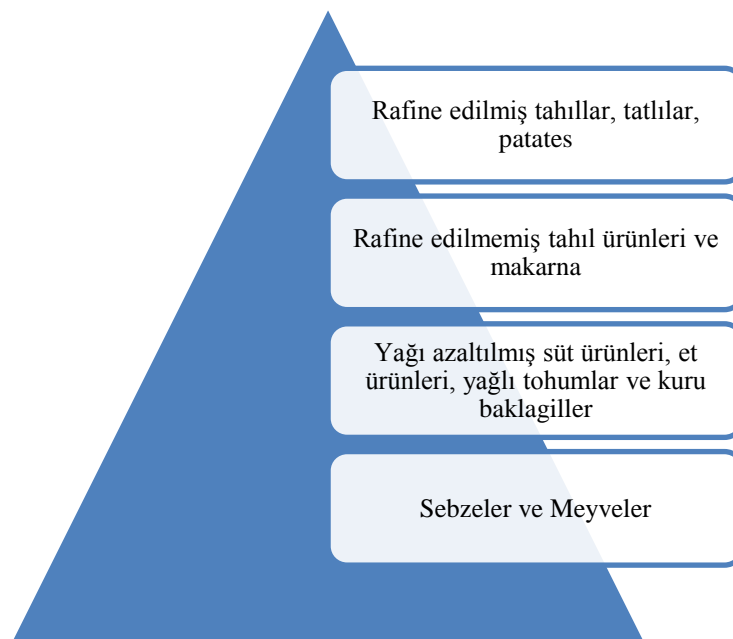 Rafine edilmiş tahıllar, tatlılar,
patates
Rafine edilmemiş tahıl ürünleri ve
makarna
Yağı azaltılmış süt ürünleri, et
ürünleri, yağlı tohumlar ve kuru
baklagiller
Sebzeler ve Meyveler